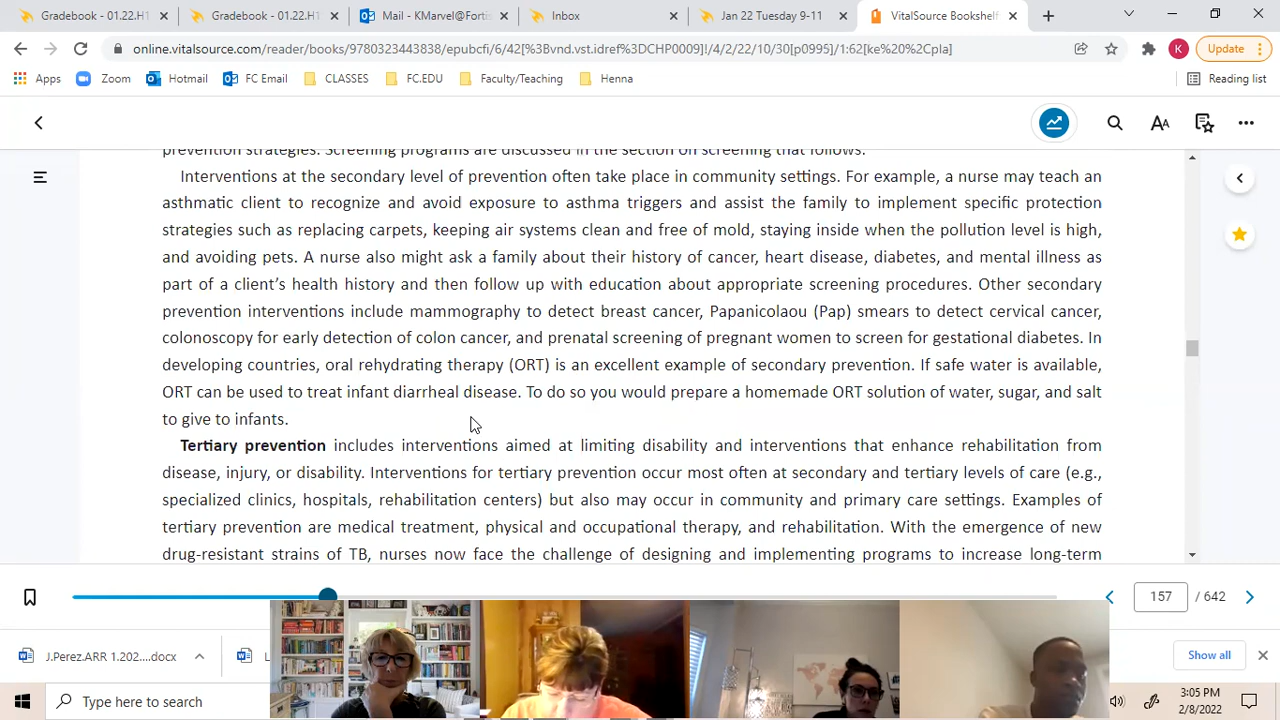 Gradebook - 01.22.H1
Gradebook - 01.22.H1
Mail - KMarvel@Fortis
Inbox
Jan 22 Tuesday 9-11
VitalSource Bookshelf
online.vitalsource.com/reader/books/9780323443838/epubcfi/6/42[%3Bvnd.vst.idref%3DCHP0009]!/4/2/22/10/30[p0995]/1:62[ke%20%2Cpla]
K
Update
Apps
Zoom
Hotmail
FC Email
CLASSES
FC.EDU
Faculty/Teaching
Henna
Reading list
prevention strategies. Screening programs are discussed in the section on screening that follows.
Interventions at the secondary level of prevention often take place in community settings. For example, a nurse may teach an
asthmatic client to recognize and avoid exposure to asthma triggers and assist the family to implement specific protection
strategies such as replacing carpets, keeping air systems clean and free of mold, staying inside when the pollution level is high,
and avoiding pets. A nurse also might ask a family about their history of cancer, heart disease, diabetes, and mental illness as
part of a client’s health history and then follow up with education about appropriate screening procedures. Other secondary
prevention interventions include mammography to detect breast cancer, Papanicolaou (Pap) smears to detect cervical cancer,
colonoscopy for early detection of colon cancer, and prenatal screening of pregnant women to screen for gestational diabetes. In
developing countries, oral rehydrating therapy (ORT) is an excellent example of secondary prevention. If safe water is available,
ORT can be used to treat infant diarrheal disease. To do so you would prepare a homemade ORT solution of water, sugar, and salt
to give to infants.
Tertiary prevention includes interventions aimed at limiting disability and interventions that enhance rehabilitation from
disease, injury, or disability. Interventions for tertiary prevention occur most often at secondary and tertiary levels of care (e.g.,
specialized clinics, hospitals, rehabilitation centers) but also may occur in community and primary care settings. Examples of
tertiary prevention are medical treatment, physical and occupational therapy, and rehabilitation. With the emergence of new
drug-resistant strains of TB, nurses now face the challenge of designing and implementing programs to increase long-term
157 / 642
J.Perez.ARR 1.202....docx
L
Show all
Type here to search
3:05 PM
2/8/2022